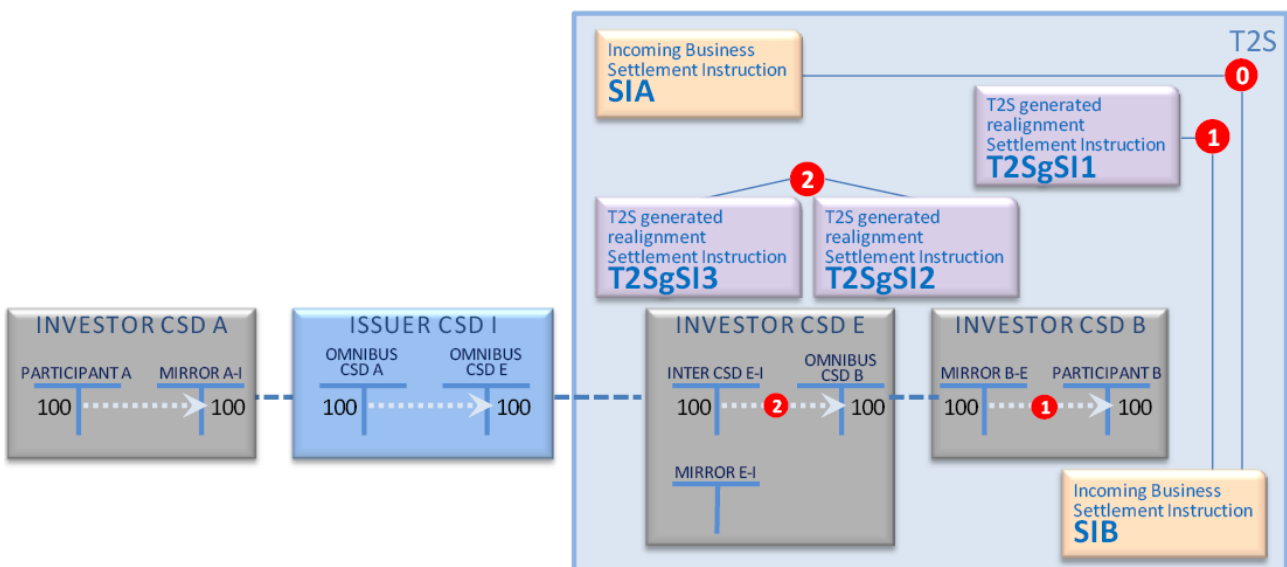 T2S
Incoming Business
Settlement Instruction
SIA
0
T2S generated
realignment
Settlement Instruction
T2SgSI1
1
2
T2S generated
realignment
Settlement Instruction
T2SgSI3
T2S generated
realignment
Settlement Instruction
T2SgSI2
INVESTOR CSD A
PARTICIPANT A
MIRROR A-I
100
100
ISSUER CSD I
OMNIBUS
CSD A
OMNIBUS
CSD E
100
100
INVESTOR CSD E
INTER CSD E-I
OMNIBUS
CSD B
100
2
100
MIRROR E-I
INVESTOR CSD B
MIRROR B-E
PARTICIPANT B
100
1
100
Incoming Business
Settlement Instruction
SIB